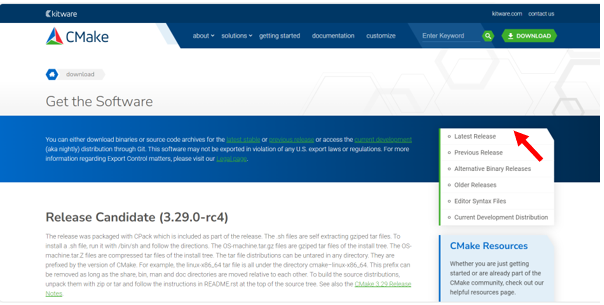 kitware
kitware.com contact us
CMake
about solutions getting started documentation customize
Enter Keyword
DOWNLOAD
download
Get the Software
You can either download binaries or source code archives for the latest stable or previous release or access the current development
(aka nightly) distribution through Git. This software may not be exported in violation of any U.S. export laws or regulations. For more
information regarding Export Control matters, please visit our Legal page.
Latest Release
Previous Release
Alternative Binary Releases
Older Releases
Editor Syntax Files
Current Development Distribution
Release Candidate (3.29.0-rc4)
The release was packaged with CPack which is included as part of the release. The .sh files are self extracting gziped tar files. To
install a .sh file, run it with /bin/sh and follow the directions. The OS-machine.tar.gz files are gziped tar files of the install tree. The OS-
machine.tar.Z files are compressed tar files of the install tree. The tar file distributions can be untared in any directory. They are
prefixed by the version of CMake. For example, the linux-x86_64 tar file is all under the directory cmake-linux-x86_64. This prefix can
be removed as long as the share, bin, man and doc directories are moved relative to each other. To build the source distributions,
unpack them with zip or tar and follow the instructions in README.rst at the top of the source tree. See also the CMake 3.29 Release
Notes.
CMake Resources
Whether you are just getting
started or are already part of the
CMake community, check out our
helpful resources page.